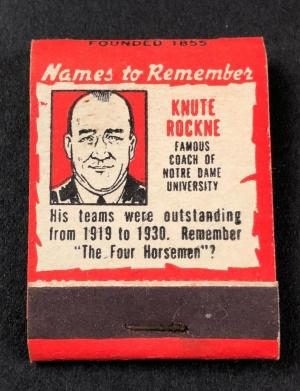 FOUNDED 1855
Names to Remember
KNUTE
ROCKNE
FAMOUS
COACH OF
NOTRE DAME
UNIVERSITY
His teams were outstanding
from 1919 to 1930. Remember
"The Four Horsemen"?